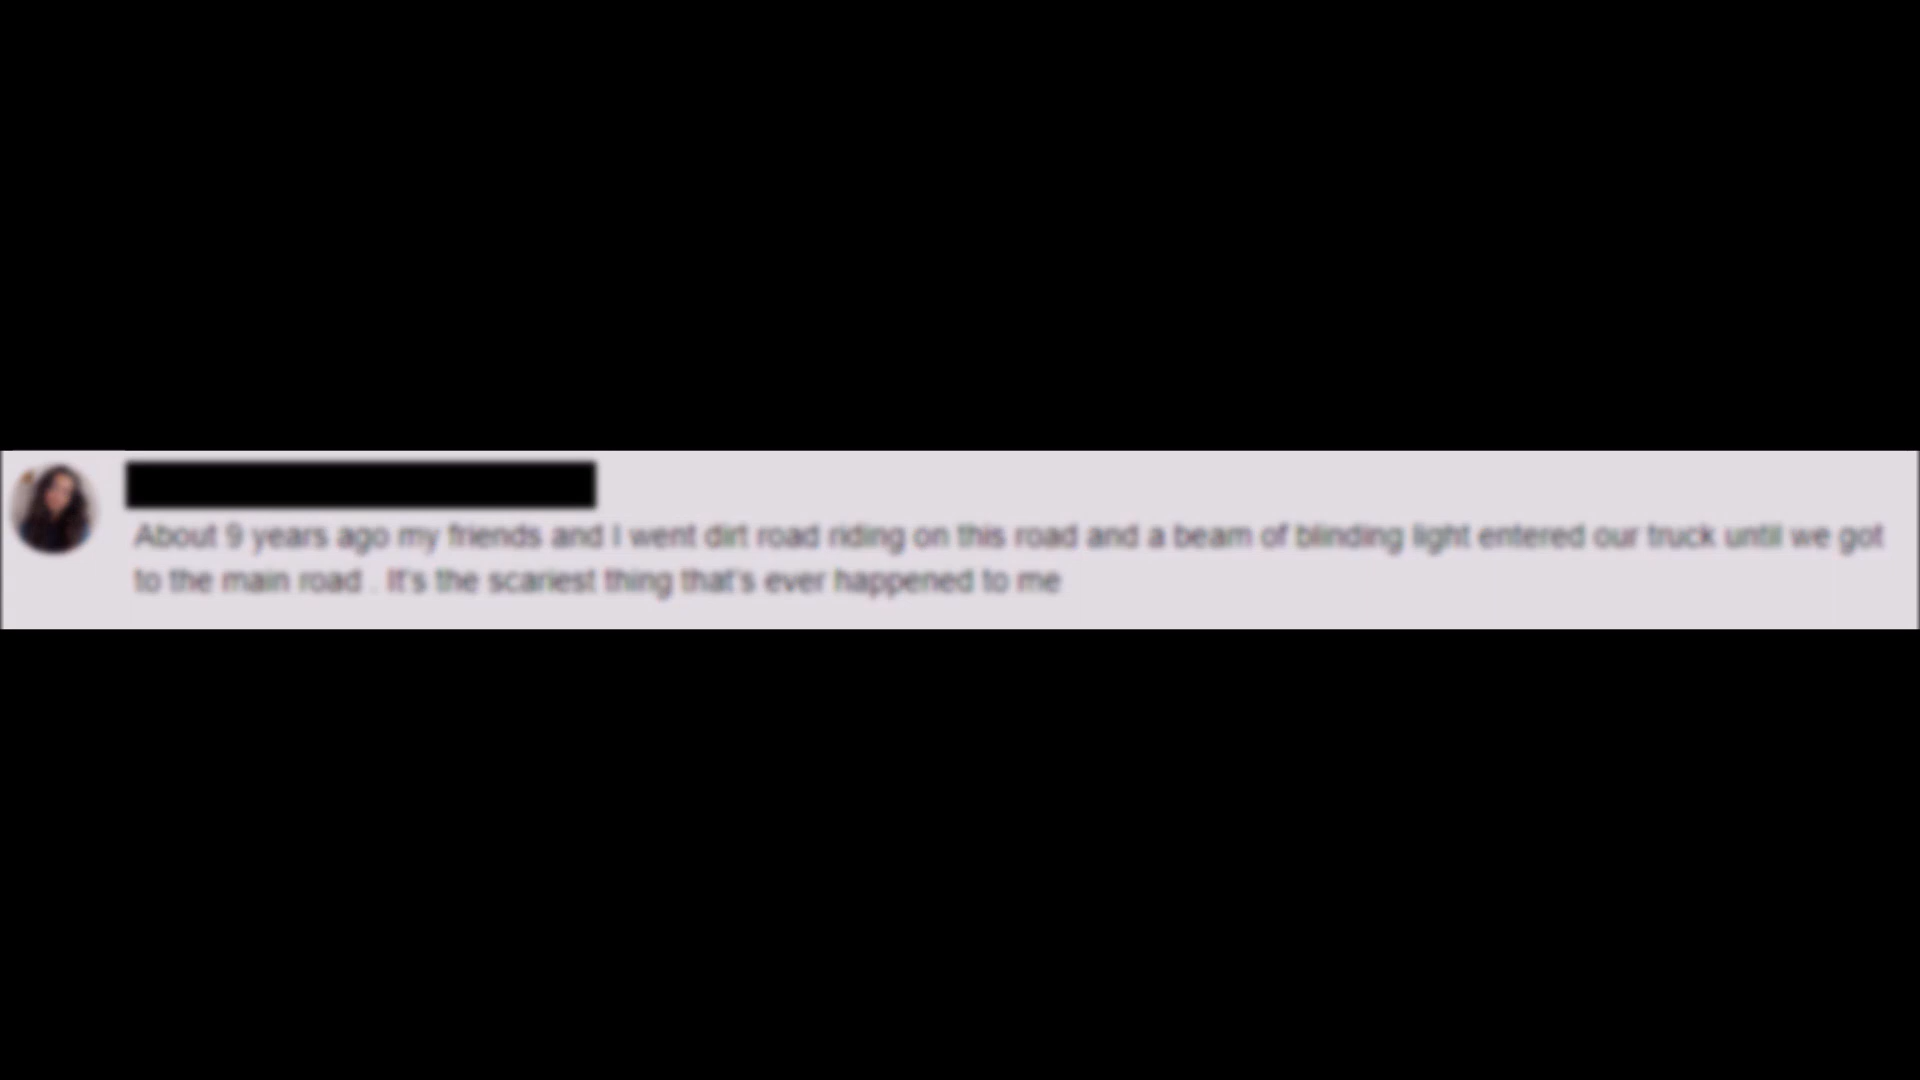 About 9 years ago my friends and I went dirt road riding on this road and a beam of blinding light entered our truck until we got
to the main road . It's the scariest thing that's ever happened to me